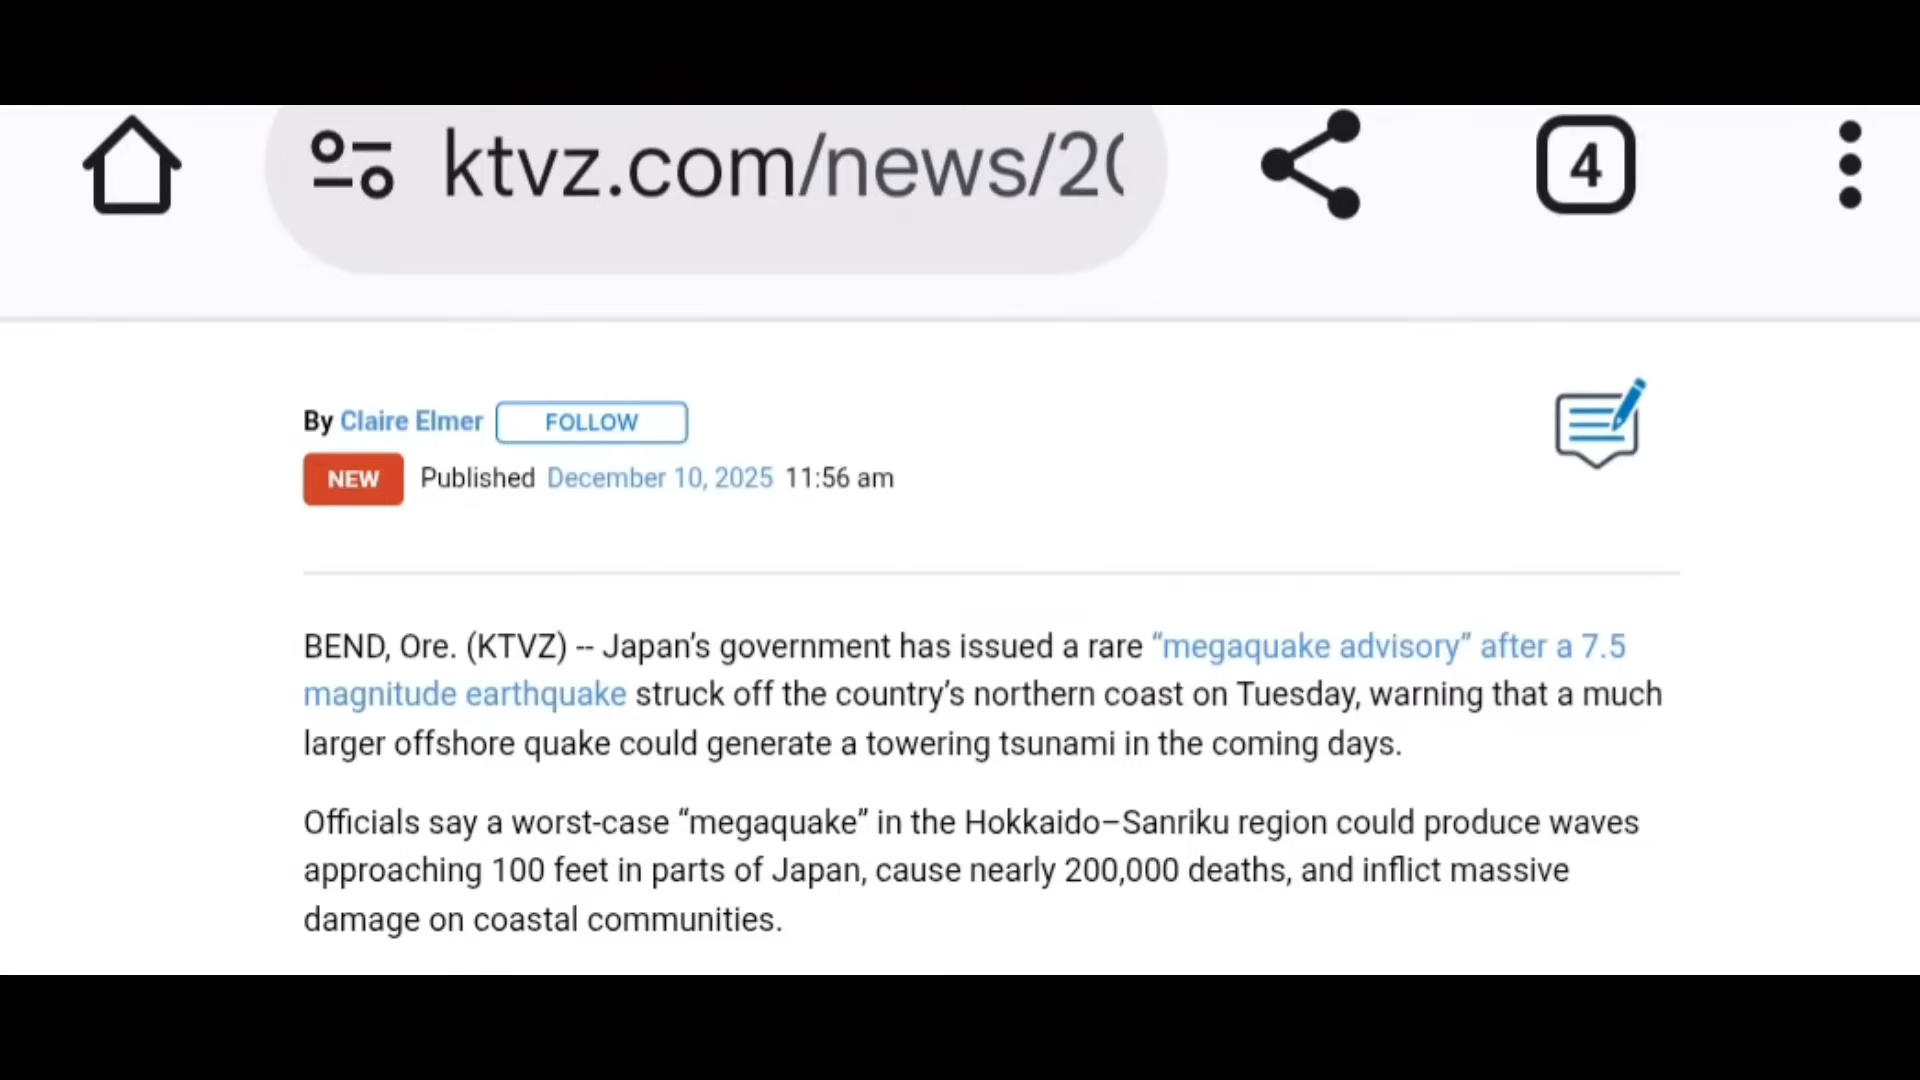 ktvz.com/news/20
4
By Claire Elmer FOLLOW
NEW Published December 10, 2025 11:56 am
BEND, Ore. (KTVZ) -- Japan’s government has issued a rare “megaquake advisory” after a 7.5
magnitude earthquake struck off the country’s northern coast on Tuesday, warning that a much
larger offshore quake could generate a towering tsunami in the coming days.
Officials say a worst-case “megaquake” in the Hokkaido–Sanriku region could produce waves
approaching 100 feet in parts of Japan, cause nearly 200,000 deaths, and inflict massive
damage on coastal communities.